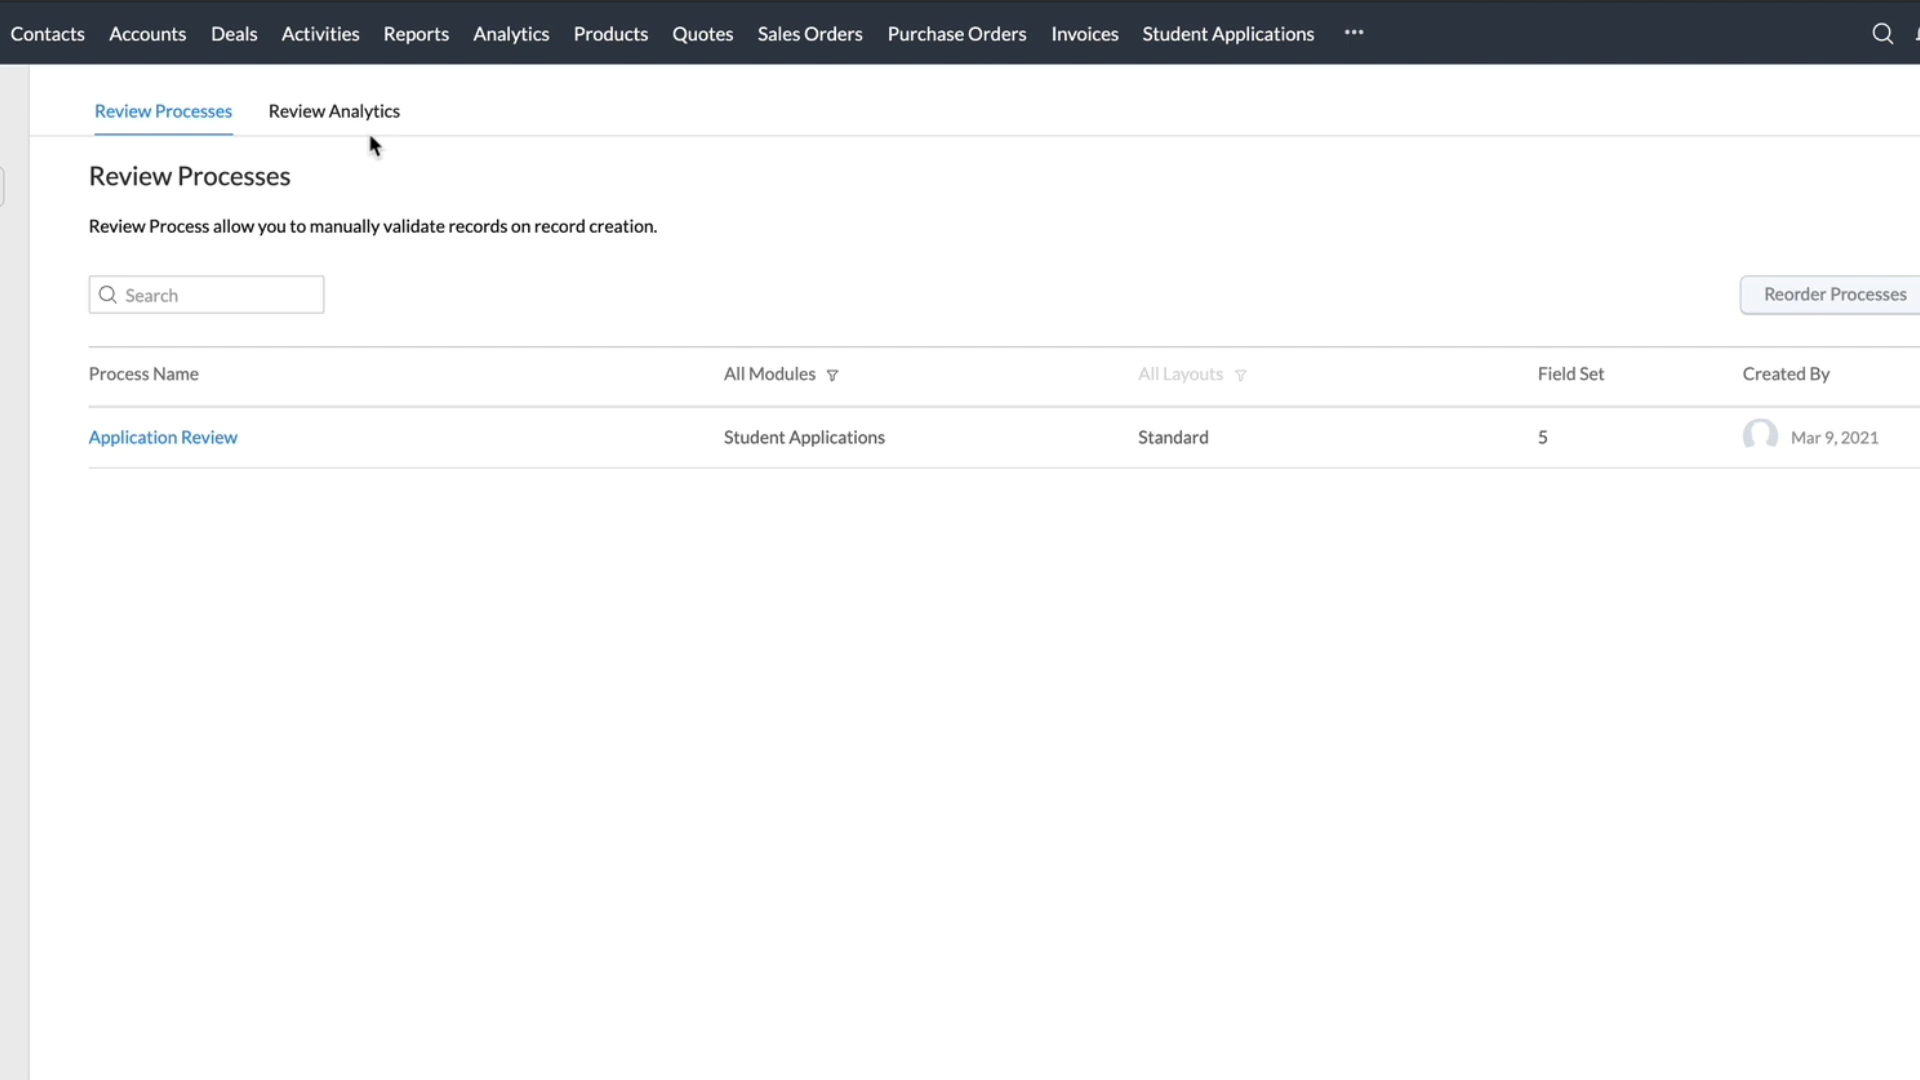 Contacts Accounts Deals Activities Reports Analytics Products Quotes Sales Orders Purchase Orders Invoices Student Applications •••
Review Processes Review Analytics
Review Processes
Review Process allow you to manually validate records on record creation.
Search Reorder Processes
Process Name All Modules All Layouts Field Set Created By
Application Review Student Applications Standard 5 Mar 9, 2021